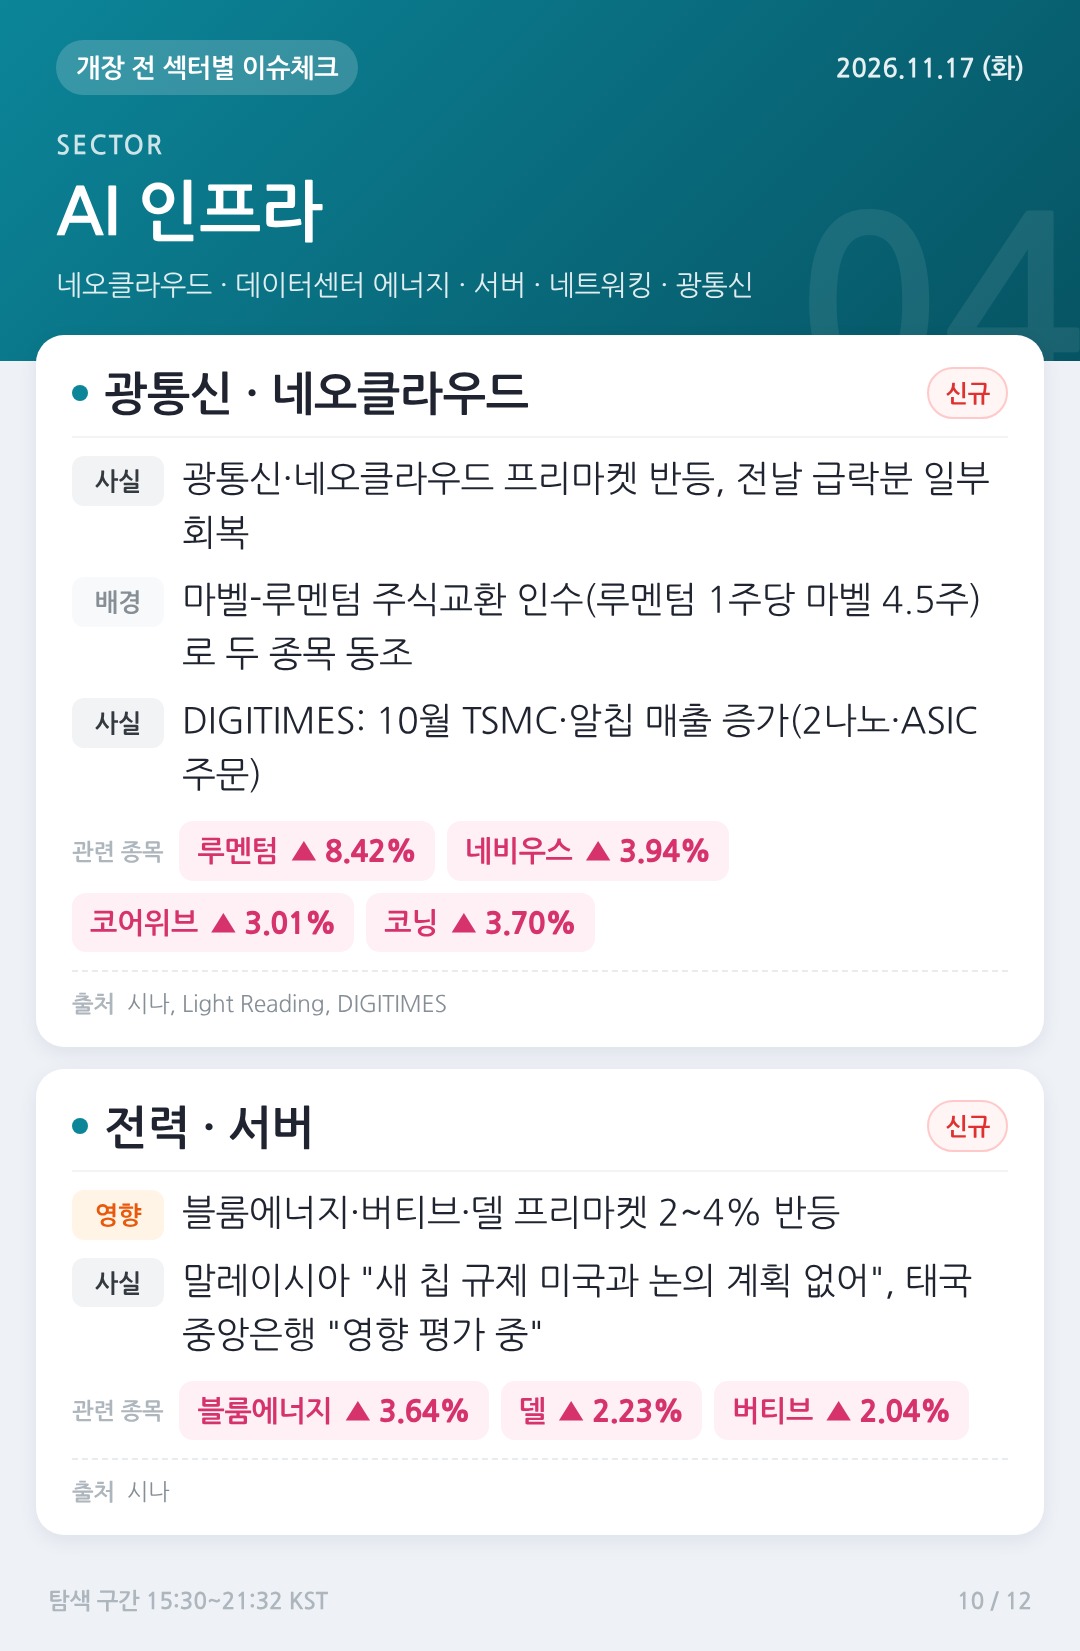 개장 전 섹터별 이슈체크
2026.11.17 (화)
SECTOR
AI 인프라
네오클라우드 · 데이터센터 에너지 · 서버 · 네트워킹 · 광통신
04
광통신 · 네오클라우드
신규
사실 광통신·네오클라우드 프리마켓 반등, 전날 급락분 일부
회복
배경 마벨-루멘텀 주식교환 인수(루멘텀 1주당 마벨 4.5주)
로 두 종목 동조
사실 DIGITIMES: 10월 TSMC·알칩 매출 증가(2나노·ASIC
주문)
관련 종목 루멘텀 ▲ 8.42% 네비우스 ▲ 3.94%
코어위브 ▲ 3.01% 코닝 ▲ 3.70%
출처 시나, Light Reading, DIGITIMES
전력 · 서버
신규
영향 블룸에너지·버티브·델 프리마켓 2~4% 반등
사실 말레이시아 "새 칩 규제 미국과 논의 계획 없어", 태국
중앙은행 "영향 평가 중"
관련 종목 블룸에너지 ▲ 3.64% 델 ▲ 2.23% 버티브 ▲ 2.04%
출처 시나
탐색 구간 15:30~21:32 KST
10 / 12